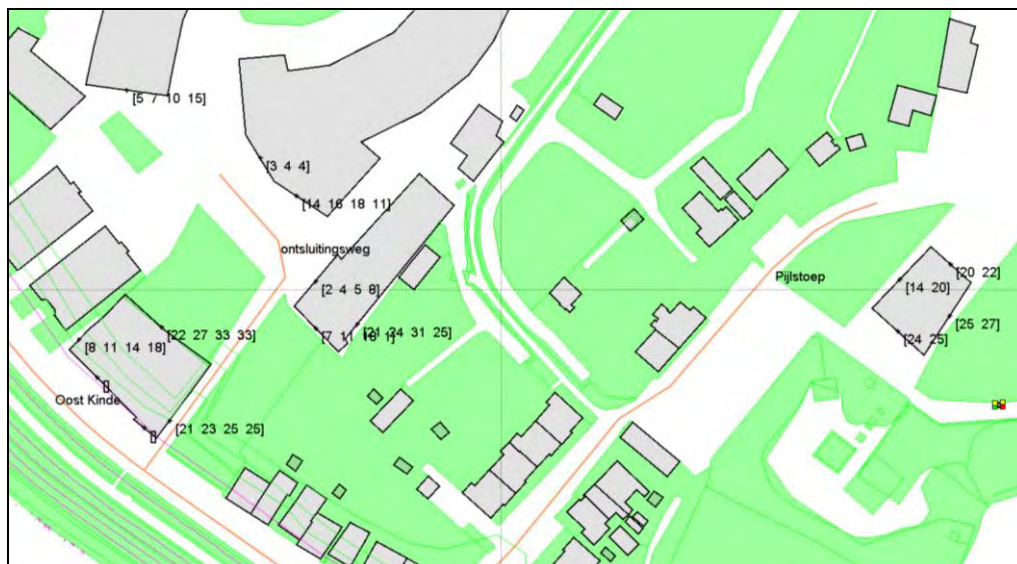 [5 7 10 15]
[3 4 4]
[14 16 18 11]
ontsluitingsweg
[20 22]
Pijlstoep
[2 4 5 8]
[14 20]
[25 27]
[22 27 33 33]
[21 24 31 25]
[24 25]
[8 11 14 18]
Oost Kinde
[21 23 25 25]